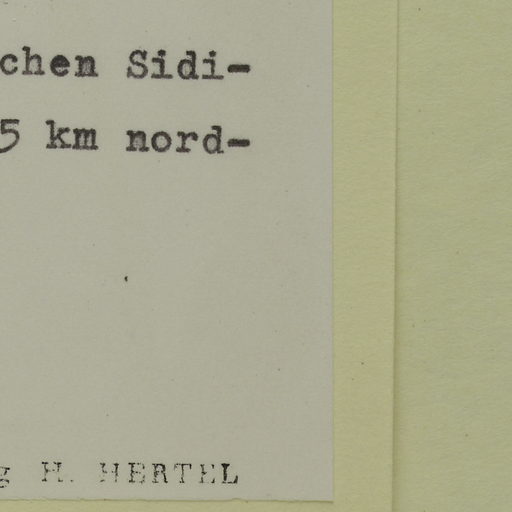 chen Sidi-
5 km nord-
g H. HERTEL